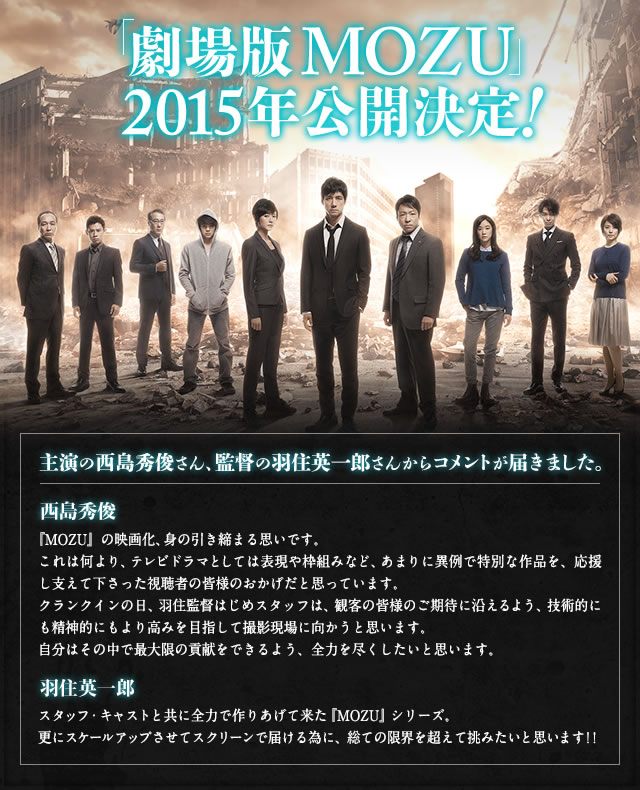 「劇場版 MOZU」
2015年公開決定!
主演の西島秀俊さん、監督の羽住英一郎さんからコメントが届きました。
西島秀俊
『MOZU』の映画化、身の引き締まる思いです。
これは何より、テレビドラマとしては表現や枠組みなど、あまりに異例で特別な作品を、応援
し支えて下さった視聴者の皆様のおかげだと思っています。
クランクインの日、羽住監督はじめスタッフは、観客の皆様のご期待に沿えるよう、技術的に
も精神的にもより高みを目指して撮影現場に向かうと思います。
自分はその中で最大限の貢献をできるよう、全力を尽くしたいと思います。
羽住英一郎
スタッフ・キャストと共に全力で作りあげて来た『MOZU』シリーズ。
更にスケールアップさせてスクリーンで届ける為に、総ての限界を超えて挑みたいと思います!!